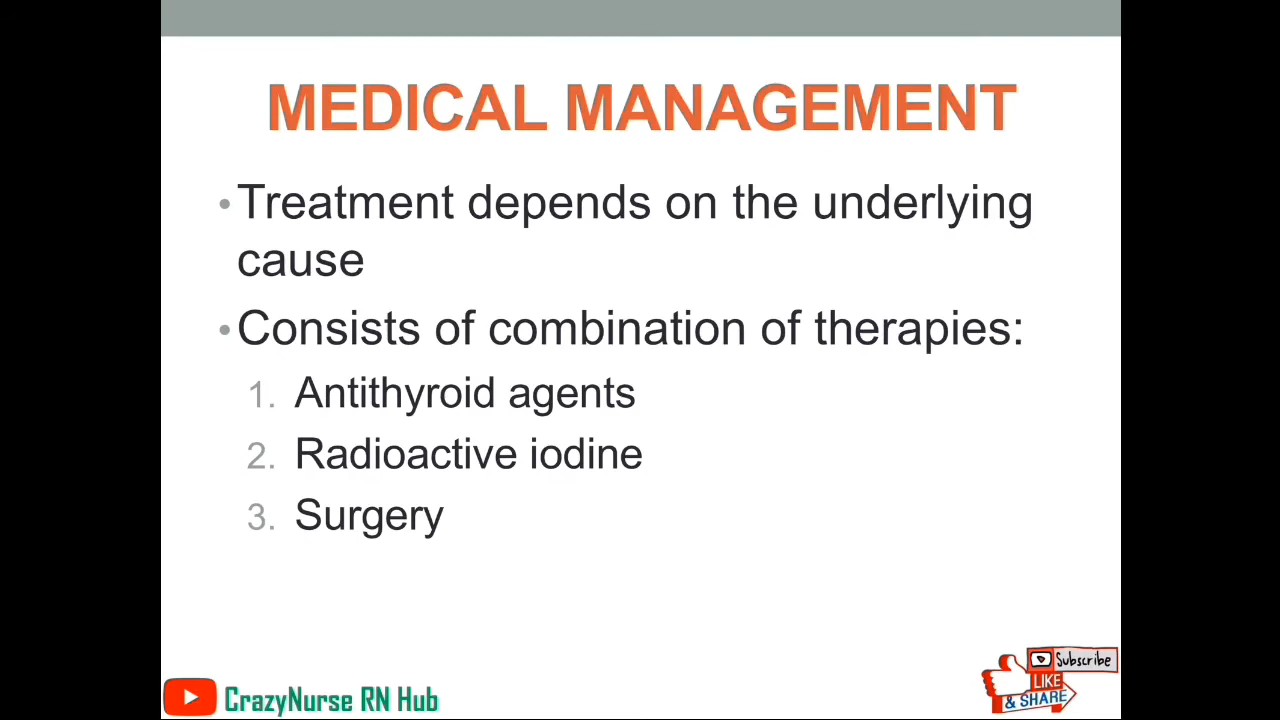 MEDICAL MANAGEMENT
• Treatment depends on the underlying
cause
• Consists of combination of therapies:
1. Antithyroid agents
2. Radioactive iodine
3. Surgery
CrazyNurse RN Hub
Subscribe
LIKE
& SHARE